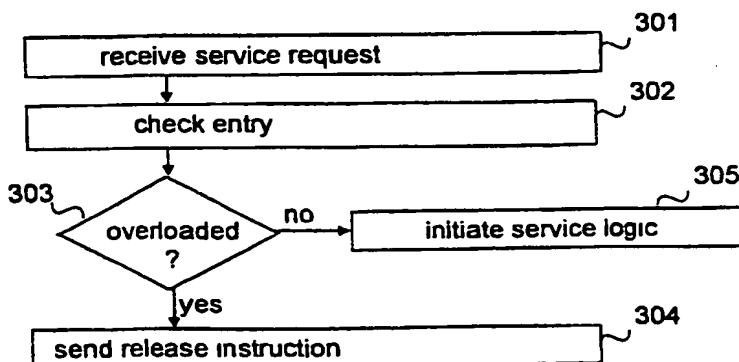 301
receive service request
302
check entry
303
305
no
overloaded
initiate service logic
?
yes
304
send release instruction